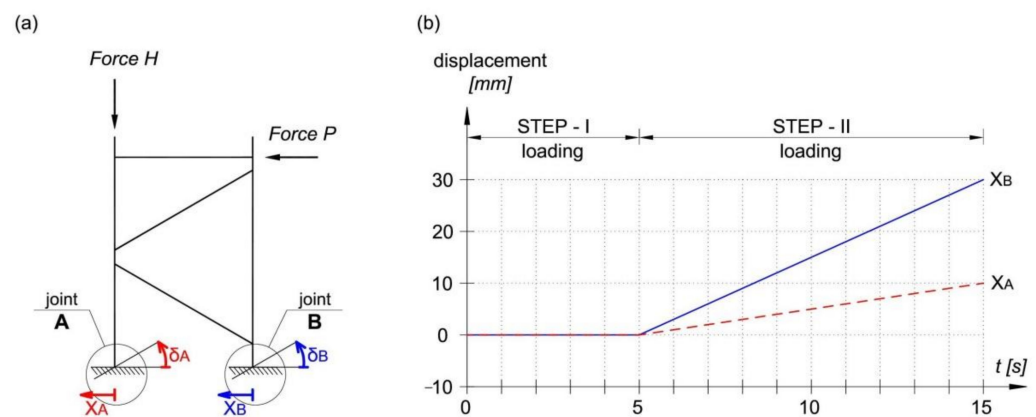 (a)
Force H
Force P
joint
A
joint
B
δA
δB
XA
XB
(b)
displacement
[mm]
STEP - I
loading
STEP - II
loading
30
20
10
0
−10
XB
XA
t [s]
0
5
10
15